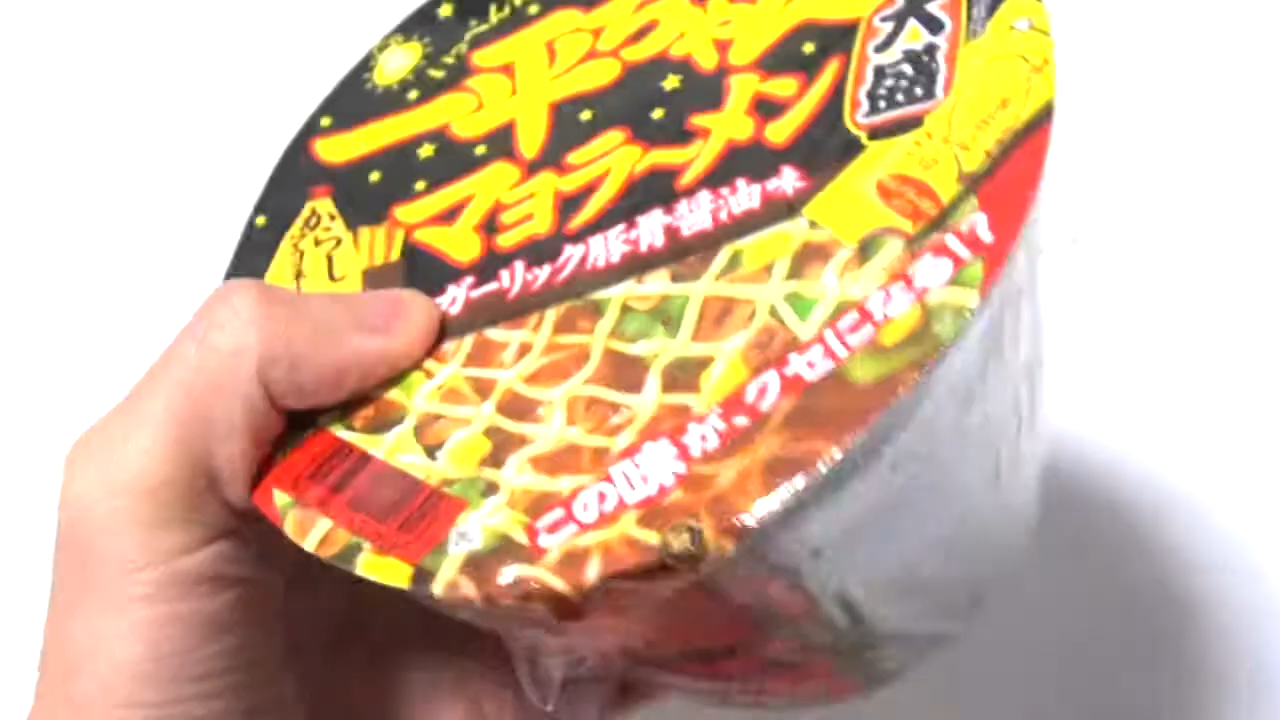 一平ちゃん
大盛
マヨラーメン
ガーリック豚骨醤油味
からし
この味が、クセになる!?